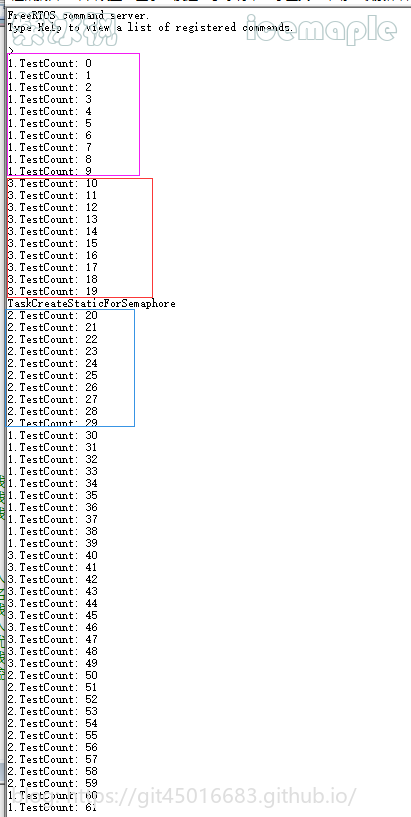 icemaple
FreeRTOS command server.
Type Help to view a list of registered commands.
>
1.TestCount: 0
1.TestCount: 1
1.TestCount: 2
1.TestCount: 3
1.TestCount: 4
1.TestCount: 5
1.TestCount: 6
1.TestCount: 7
1.TestCount: 8
1.TestCount: 9
3.TestCount: 10
3.TestCount: 11
3.TestCount: 12
3.TestCount: 13
3.TestCount: 14
3.TestCount: 15
3.TestCount: 16
3.TestCount: 17
3.TestCount: 18
3.TestCount: 19
TaskCreateStaticForSemaphore
2.TestCount: 20
2.TestCount: 21
2.TestCount: 22
2.TestCount: 23
2.TestCount: 24
2.TestCount: 25
2.TestCount: 26
2.TestCount: 27
2.TestCount: 28
2.TestCount: 29
1.TestCount: 30
1.TestCount: 31
1.TestCount: 32
1.TestCount: 33
1.TestCount: 34
1.TestCount: 35
1.TestCount: 36
1.TestCount: 37
1.TestCount: 38
1.TestCount: 39
3.TestCount: 40
3.TestCount: 41
3.TestCount: 42
3.TestCount: 43
3.TestCount: 44
3.TestCount: 45
3.TestCount: 46
3.TestCount: 47
3.TestCount: 48
3.TestCount: 49
2.TestCount: 50
2.TestCount: 51
2.TestCount: 52
2.TestCount: 53
2.TestCount: 54
2.TestCount: 55
2.TestCount: 56
2.TestCount: 57
2.TestCount: 58
2.TestCount: 59
1.TestCount: 60
https://git45016683.github.io/
1.TestCount: 61